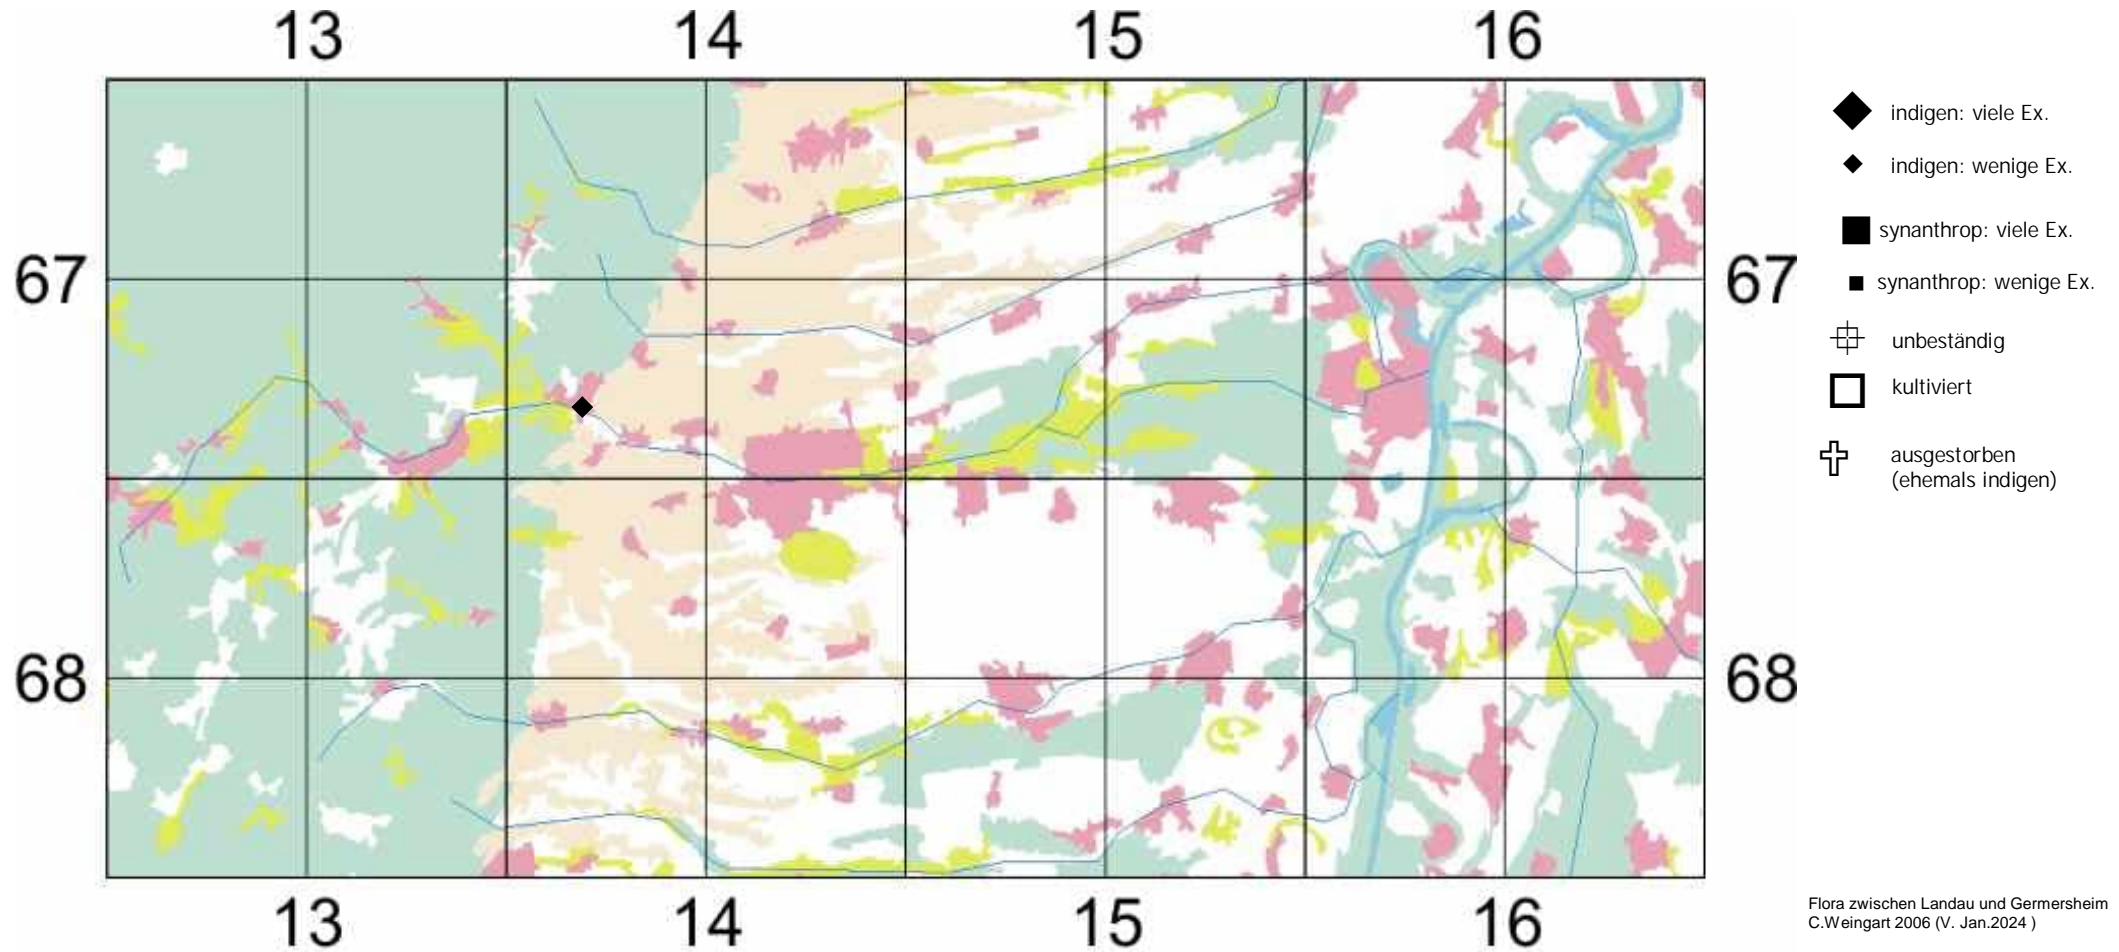 13 14 15 16
67 67
68 68
13 14 15 16
indigen: viele Ex.
indigen: wenige Ex.
synanthrop: viele Ex.
synanthrop: wenige Ex.
unbeständig
kultiviert
ausgestorben
(ehemals indigen)
Flora zwischen Landau und Germersheim
C.Weingart 2006 (V. Jan.2024 )